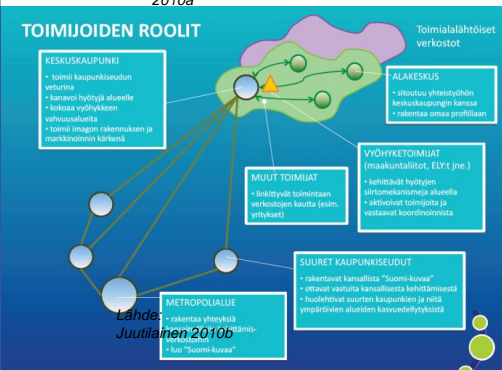 2010a
TOIMIJOIDEN ROOLIT
Toimialalähtöiset
verkostot
KESKUSKAUPUNKI
• toimii kaupunkiseudun
veturina
• kanavoi hyötyjä alueelle
• kokoaa vyöhykkeen
vahvuusalueita
• toimii imagon rakennuksen ja
markkinoinnin kärkenä
ALAKESKUS
• sitoutuu yhteistyöhön
keskuskaupungin kanssa
• rakentaa omaa profiiliaan
VYÖHYKETOIMIJAT
(maakuntaliitot, ELY:t jne.)
• kehittävät hyötyjen
siirtomekanismeja alueella
• aktivoivat toimijoita ja
vastaavat koordinoinnista
MUUT TOIMIJAT
• linkittyvät toimintaan
verkostojen kautta (esim.
yritykset)
SUURET KAUPUNKISEUDUT
• rakentavat kansallista "Suomi-kuvaa"
• ottavat vastuita kansallisesta kehittämisestä
• huolehtivat suurten kaupunkien ja niitä
ympäröivien alueiden kasvuedellytyksistä
METROPOLIALUE
• rakentaa yhteyksiä
verkostoihin
• luo "Suomi-kuvaa"
Lähde:
Juutilainen 2010b